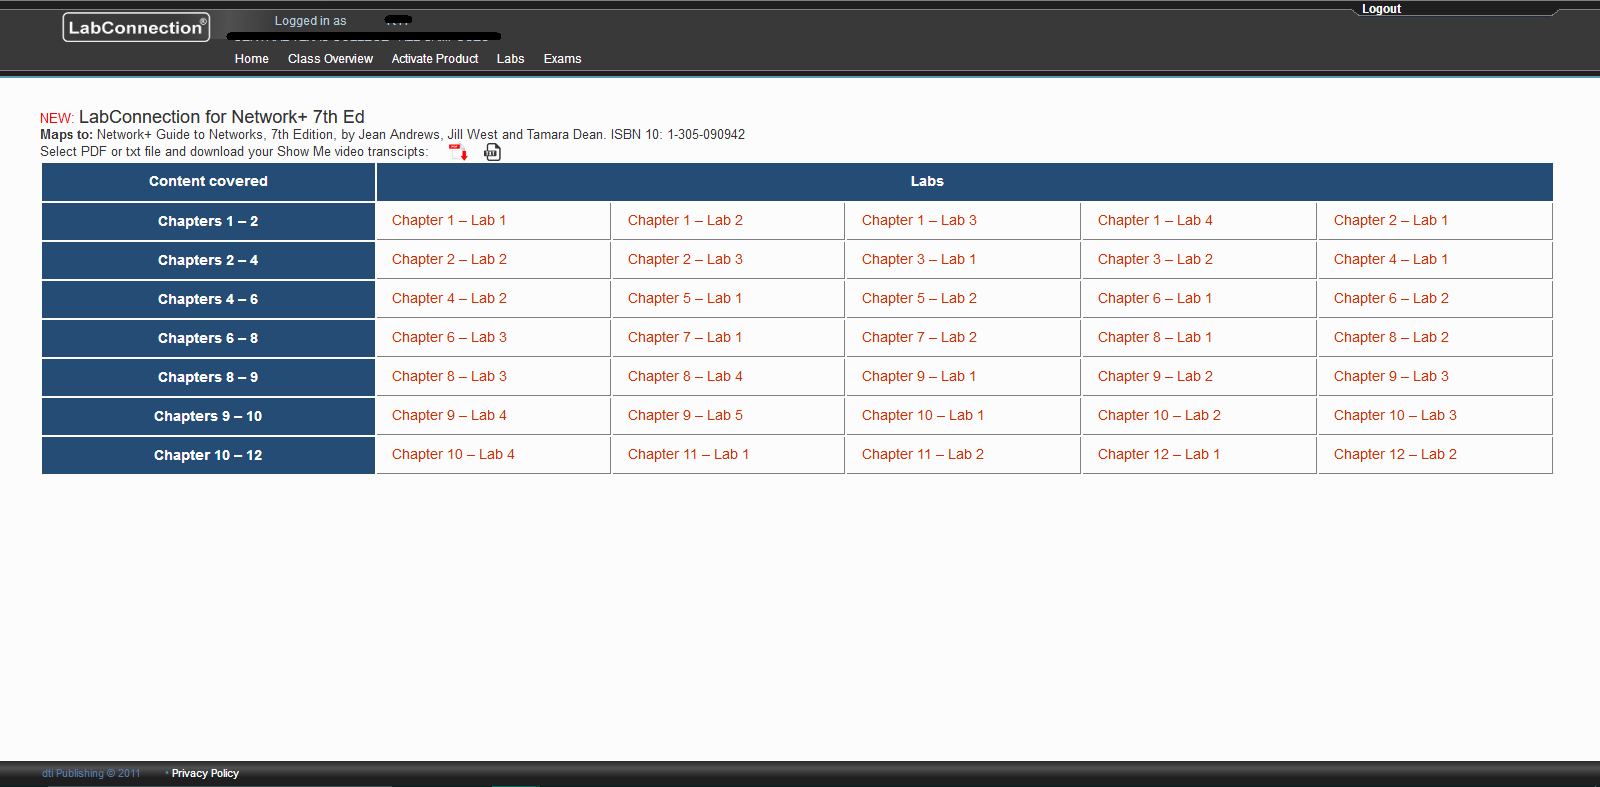 Logout
LabConnection®
Logged in as
Home Class Overview Activate Product Labs Exams
NEW: LabConnection for Network+ 7th Ed
Maps to: Network+ Guide to Networks, 7th Edition, by Jean Andrews, Jill West and Tamara Dean. ISBN 10: 1-305-090942
Select PDF or txt file and download your Show Me video transcipts:
Content covered Labs
Chapters 1 – 2 Chapter 1 – Lab 1 Chapter 1 – Lab 2 Chapter 1 – Lab 3 Chapter 1 – Lab 4 Chapter 2 – Lab 1
Chapters 2 – 4 Chapter 2 – Lab 2 Chapter 2 – Lab 3 Chapter 3 – Lab 1 Chapter 3 – Lab 2 Chapter 4 – Lab 1
Chapters 4 – 6 Chapter 4 – Lab 2 Chapter 5 – Lab 1 Chapter 5 – Lab 2 Chapter 6 – Lab 1 Chapter 6 – Lab 2
Chapters 6 – 8 Chapter 6 – Lab 3 Chapter 7 – Lab 1 Chapter 7 – Lab 2 Chapter 8 – Lab 1 Chapter 8 – Lab 2
Chapters 8 – 9 Chapter 8 – Lab 3 Chapter 8 – Lab 4 Chapter 9 – Lab 1 Chapter 9 – Lab 2 Chapter 9 – Lab 3
Chapters 9 – 10 Chapter 9 – Lab 4 Chapter 9 – Lab 5 Chapter 10 – Lab 1 Chapter 10 – Lab 2 Chapter 10 – Lab 3
Chapter 10 – 12 Chapter 10 – Lab 4 Chapter 11 – Lab 1 Chapter 11 – Lab 2 Chapter 12 – Lab 1 Chapter 12 – Lab 2
dti Publishing © 2011 • Privacy Policy